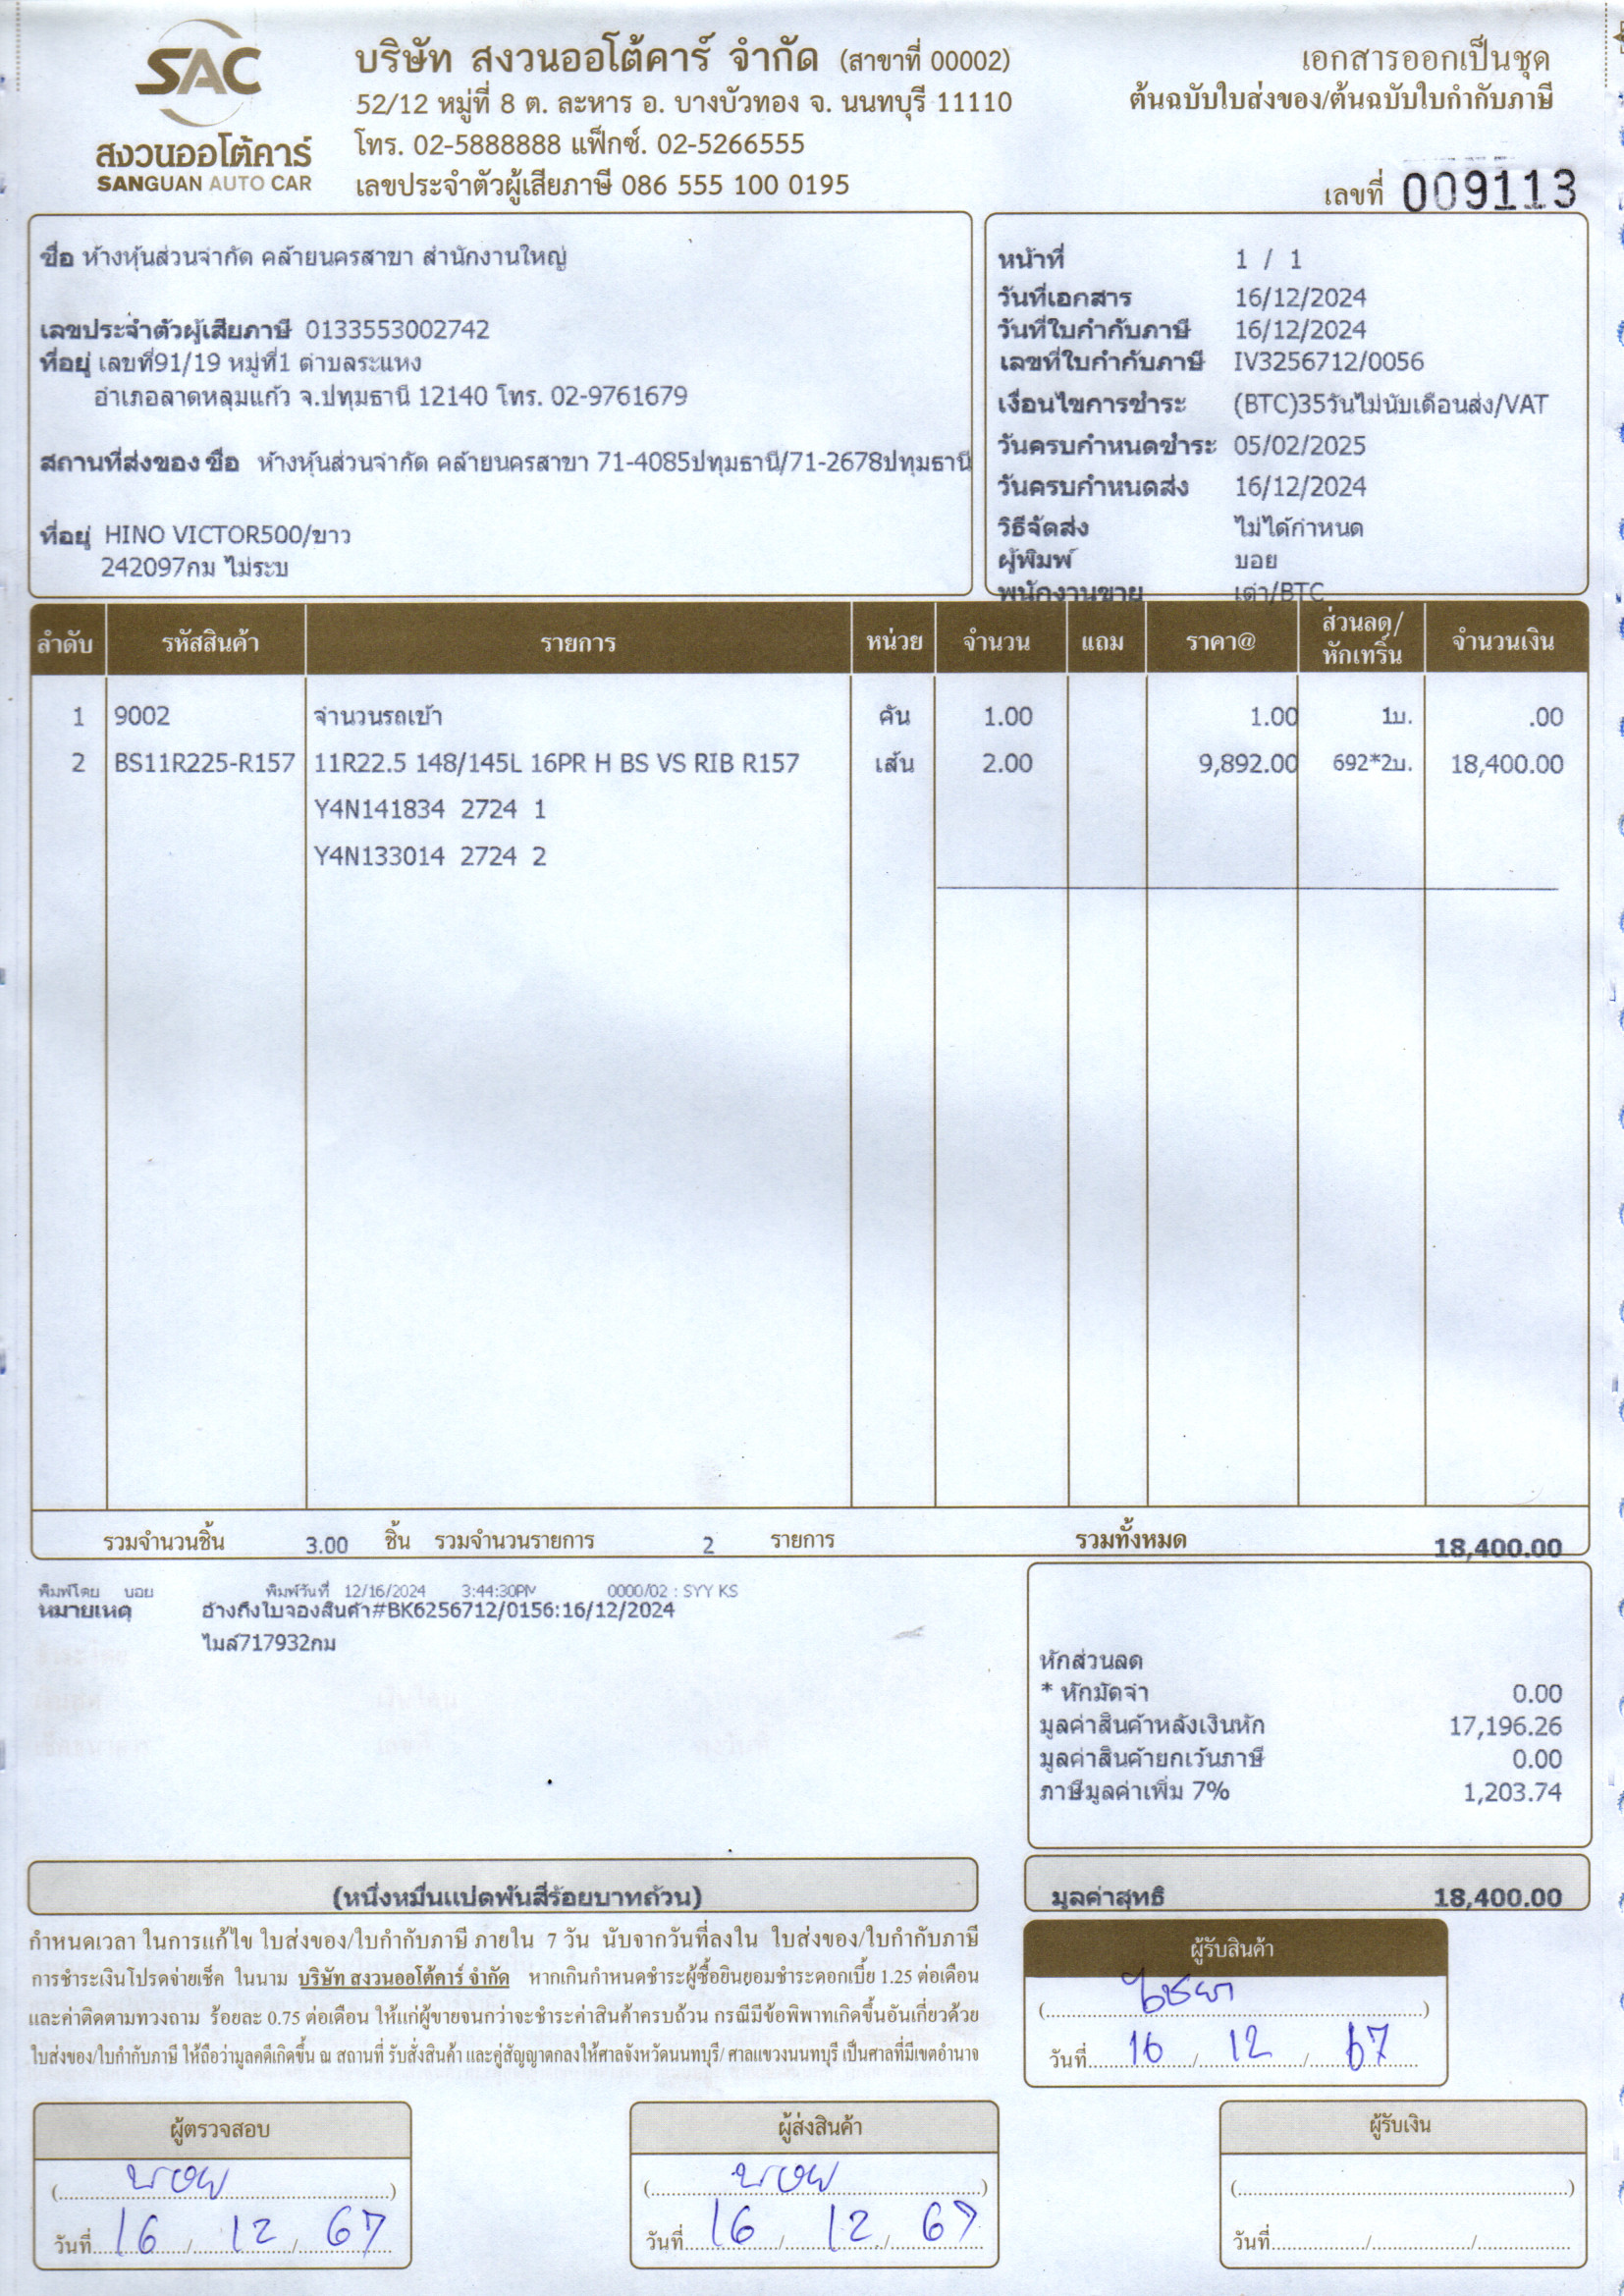 SAC
สงวนออโต้คาร์
SANGUAN AUTO CAR
บริษัท สงวนออโต้คาร์ จำกัด (สาขาที่ 00002)
52/12 หมู่ที่ 8 ต. ละหาร อ. บางบัวทอง จ. นนทบุรี 11110
โทร. 02-5888888 แฟ็กซ์. 02-5266555
เลขประจำตัวผู้เสียภาษี 086 555 100 0195
เอกสารออกเป็นชุด
ต้นฉบับใบส่งของ/ต้นฉบับใบกำกับภาษี
เลขที่ 009113
ชื่อ ห้างหุ้นส่วนจำกัด คล้ายนครสาขา สำนักงานใหญ่
เลขประจำตัวผู้เสียภาษี 0133553002742
ที่อยู่ เลขที่91/19 หมู่ที่1 ตำบลระแหง
อำเภอลาดหลุมแก้ว จ.ปทุมธานี 12140 โทร. 02-9761679
สถานที่ส่งของ ชื่อ ห้างหุ้นส่วนจำกัด คล้ายนครสาขา 71-4085ปทุมธานี/71-2678ปทุมธานี
ที่อยู่ HINO VICTOR500/ขาว
242097กม ไม่ระบ
หน้าที่ 1 / 1
วันที่เอกสาร 16/12/2024
วันที่ใบกำกับภาษี 16/12/2024
เลขที่ใบกำกับภาษี IV3256712/0056
เงื่อนไขการชำระ (BTC)35วันไม่นับเดือนส่ง/VAT
วันครบกำหนดชำระ 05/02/2025
วันครบกำหนดส่ง 16/12/2024
วิธีจัดส่ง ไม่ได้กำหนด
ผู้พิมพ์ บอย
พนักงานขาย เต่า/BTC
ลำดับ รหัสสินค้า รายการ หน่วย จำนวน แถม ราคา@ ส่วนลด/หักเทริ์น จำนวนเงิน
1 9002 จำนวนรถเข้า คัน 1.00 1.00 1บ. .00
2 BS11R225-R157 11R22.5 148/145L 16PR H BS VS RIB R157 เส้น 2.00 9,892.00 692*2บ. 18,400.00
Y4N141834 2724 1
Y4N133014 2724 2
รวมจำนวนชิ้น 3.00 ชิ้น รวมจำนวนรายการ 2 รายการ รวมทั้งหมด 18,400.00
พิมพ์โดย บอย พิมพ์วันที่ 12/16/2024 3:44:30PM 0000/02 : SYY KS
หมายเหตุ อ้างถึงใบจองสินค้า#BK6256712/0156:16/12/2024
ไมล์717932กม
หักส่วนลด
* หักมัดจำ 0.00
มูลค่าสินค้าหลังเงินหัก 17,196.26
มูลค่าสินค้ายกเว้นภาษี 0.00
ภาษีมูลค่าเพิ่ม 7% 1,203.74
(หนึ่งหมื่นแปดพันสี่ร้อยบาทถ้วน)
มูลค่าสุทธิ 18,400.00
กำหนดเวลา ในการแก้ไข ใบส่งของ/ใบกำกับภาษี ภายใน 7 วัน นับจากวันที่ลงใน ใบส่งของ/ใบกำกับภาษี
การชำระเงินโปรดจ่ายเช็ค ในนาม บริษัท สงวนออโต้คาร์ จำกัด หากเกินกำหนดชำระผู้ซื้อยินยอมชำระดอกเบี้ย 1.25 ต่อเดือน
และค่าติดตามทวงถาม ร้อยละ 0.75 ต่อเดือน ให้แก่ผู้ขายจนกว่าจะชำระค่าสินค้าครบถ้วน กรณีมีข้อพิพาทเกิดขึ้นอันเกี่ยวด้วย
ใบส่งของ/ใบกำกับภาษี ให้ถือว่ามูลคดีเกิดขึ้น ณ สถานที่ รับสั่งสินค้า และคู่สัญญาตกลงให้ศาลจังหวัดนนทบุรี/ ศาลแขวงนนทบุรี เป็นศาลที่มีเขตอำนาจ
ผู้รับสินค้า
ไชยา
วันที่ 16 / 12 / 67
ผู้ตรวจสอบ
บอย
วันที่ 16 / 12 / 67
ผู้ส่งสินค้า
บอย
วันที่ 16 / 12 / 67
ผู้รับเงิน
วันที่